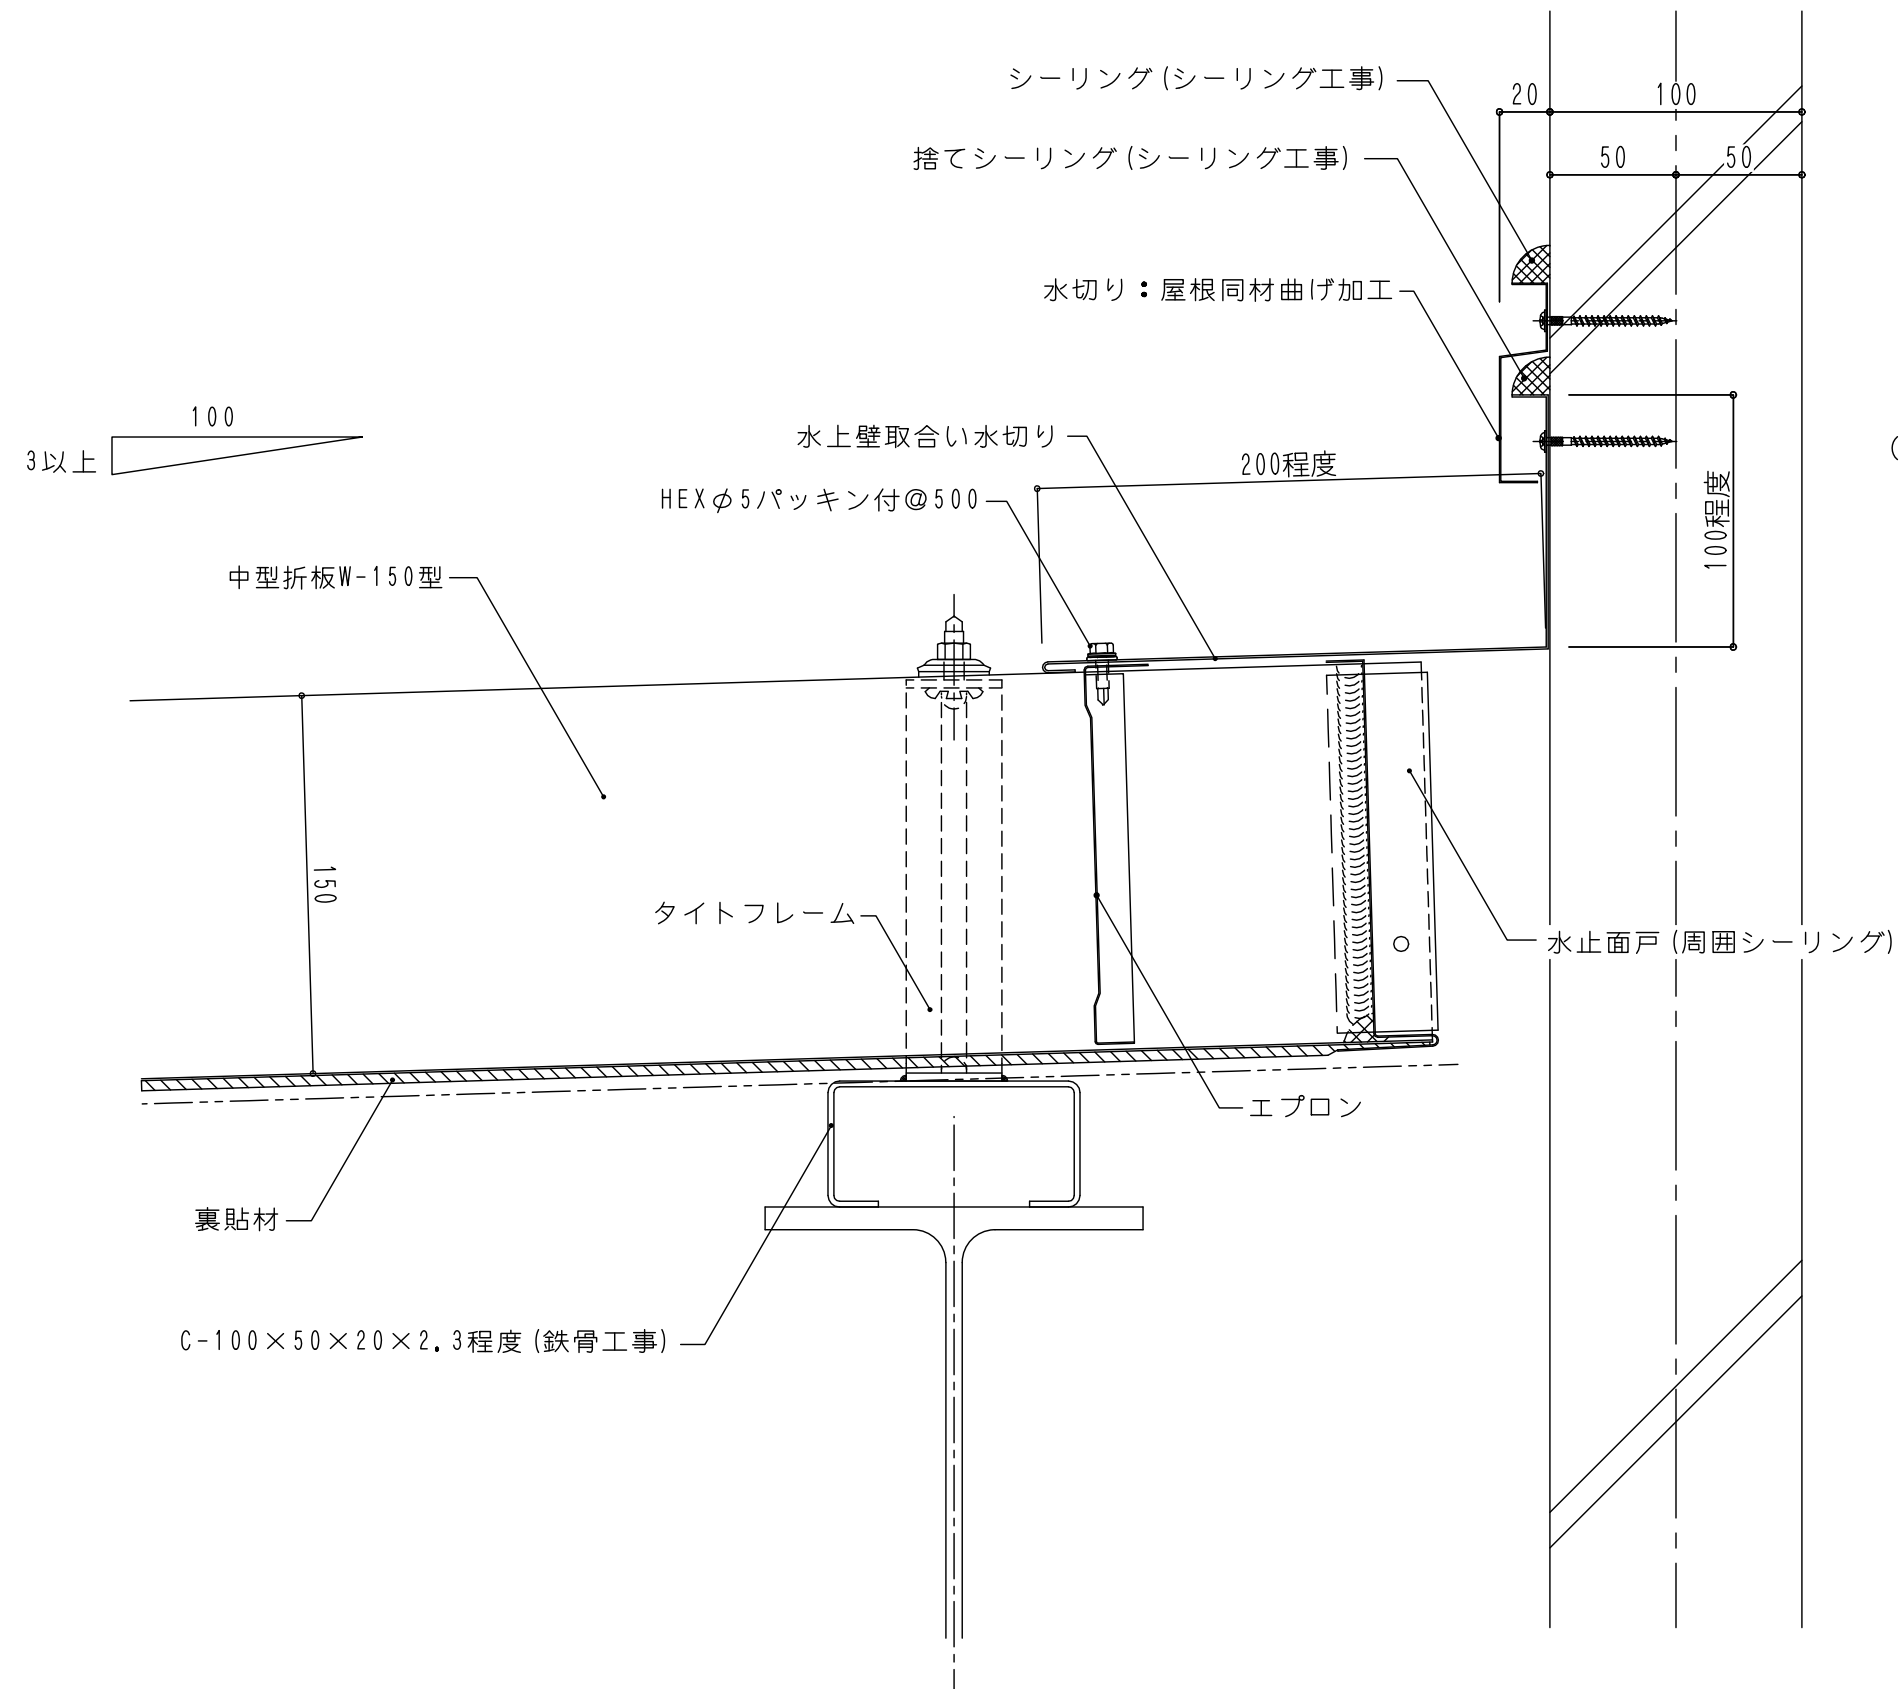 シーリング(シーリング工事)
20
100
捨てシーリング(シーリング工事)
50
50
水切り：屋根同材曲げ加工
100
3以上
水上壁取合い水切り
200程度
HEXφ5パッキン付@500
100程度
中型折板W-150型
150
タイトフレーム
水止面戸(周囲シーリング)
エプロン
裏貼材
C-100×50×20×2.3程度(鉄骨工事)
(